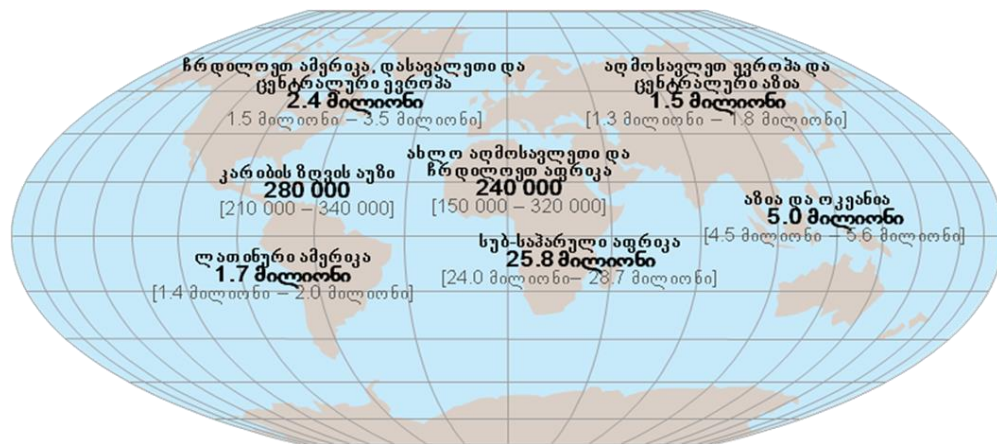 ჩრდილოეთ ამერიკა, დასავალეთი და
ცენტრალური ევროპა
2.4 მილიონი
1.5 მილიონი – 3.5 მილიონი]
აღმოსავლეთ ევროპა და
ცენტრალური აზია
1.5 მილიონი
[1.3 მილიონი – 1.8 მილიონი]
კარიბის ზღვის აუზი
280 000
[210 000 – 340 000]
ახლო აღმოსავლეთი და
ჩრდილოეთ აფრიკა
240 000
[150 000 – 320 000]
აზია და ოკეანია
5.0 მილიონი
[4.5 მილიონი – 5.6 მილიონი]
ლათინური ამერიკა
1.7 მილიონი
[1.4 მილიონი – 2.0 მილიონი]
სუბ-საჰარული აფრიკა
25.8 მილიონი
[24.0 მილიონი– 28.7 მილიონი]